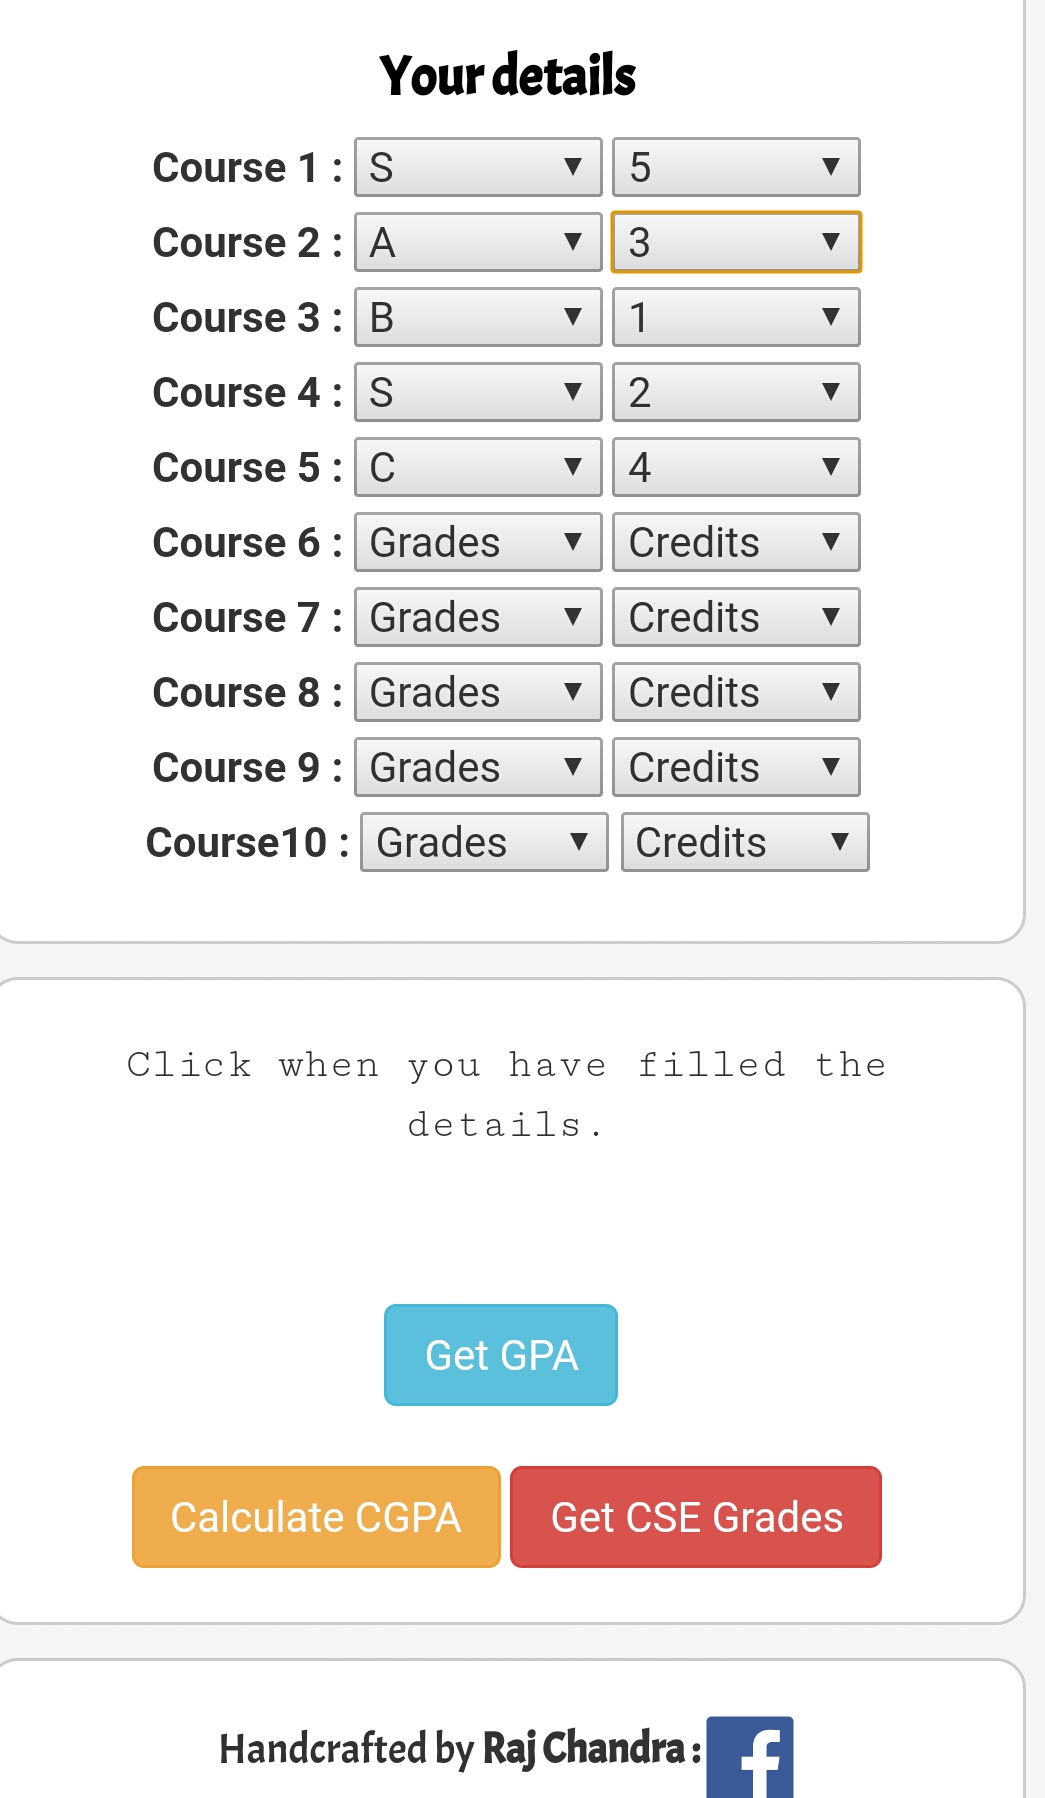 Your details
Course 1 : S 5
Course 2 : A 3
Course 3 : B 1
Course 4 : S 2
Course 5 : C 4
Course 6 : Grades Credits
Course 7 : Grades Credits
Course 8 : Grades Credits
Course 9 : Grades Credits
Course10 : Grades Credits
Click when you have filled the
details.
Get GPA
Calculate CGPA Get CSE Grades
Handcrafted by Raj Chandra : f